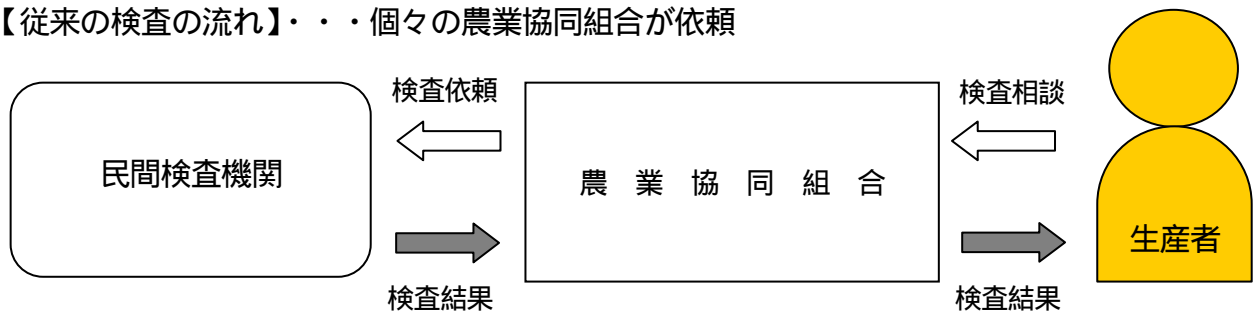 【従来の検査の流れ】・・・個々の農業協同組合が依頼
検査依頼
検査相談
民間検査機関
農 業 協 同 組 合
生産者
検査結果
検査結果